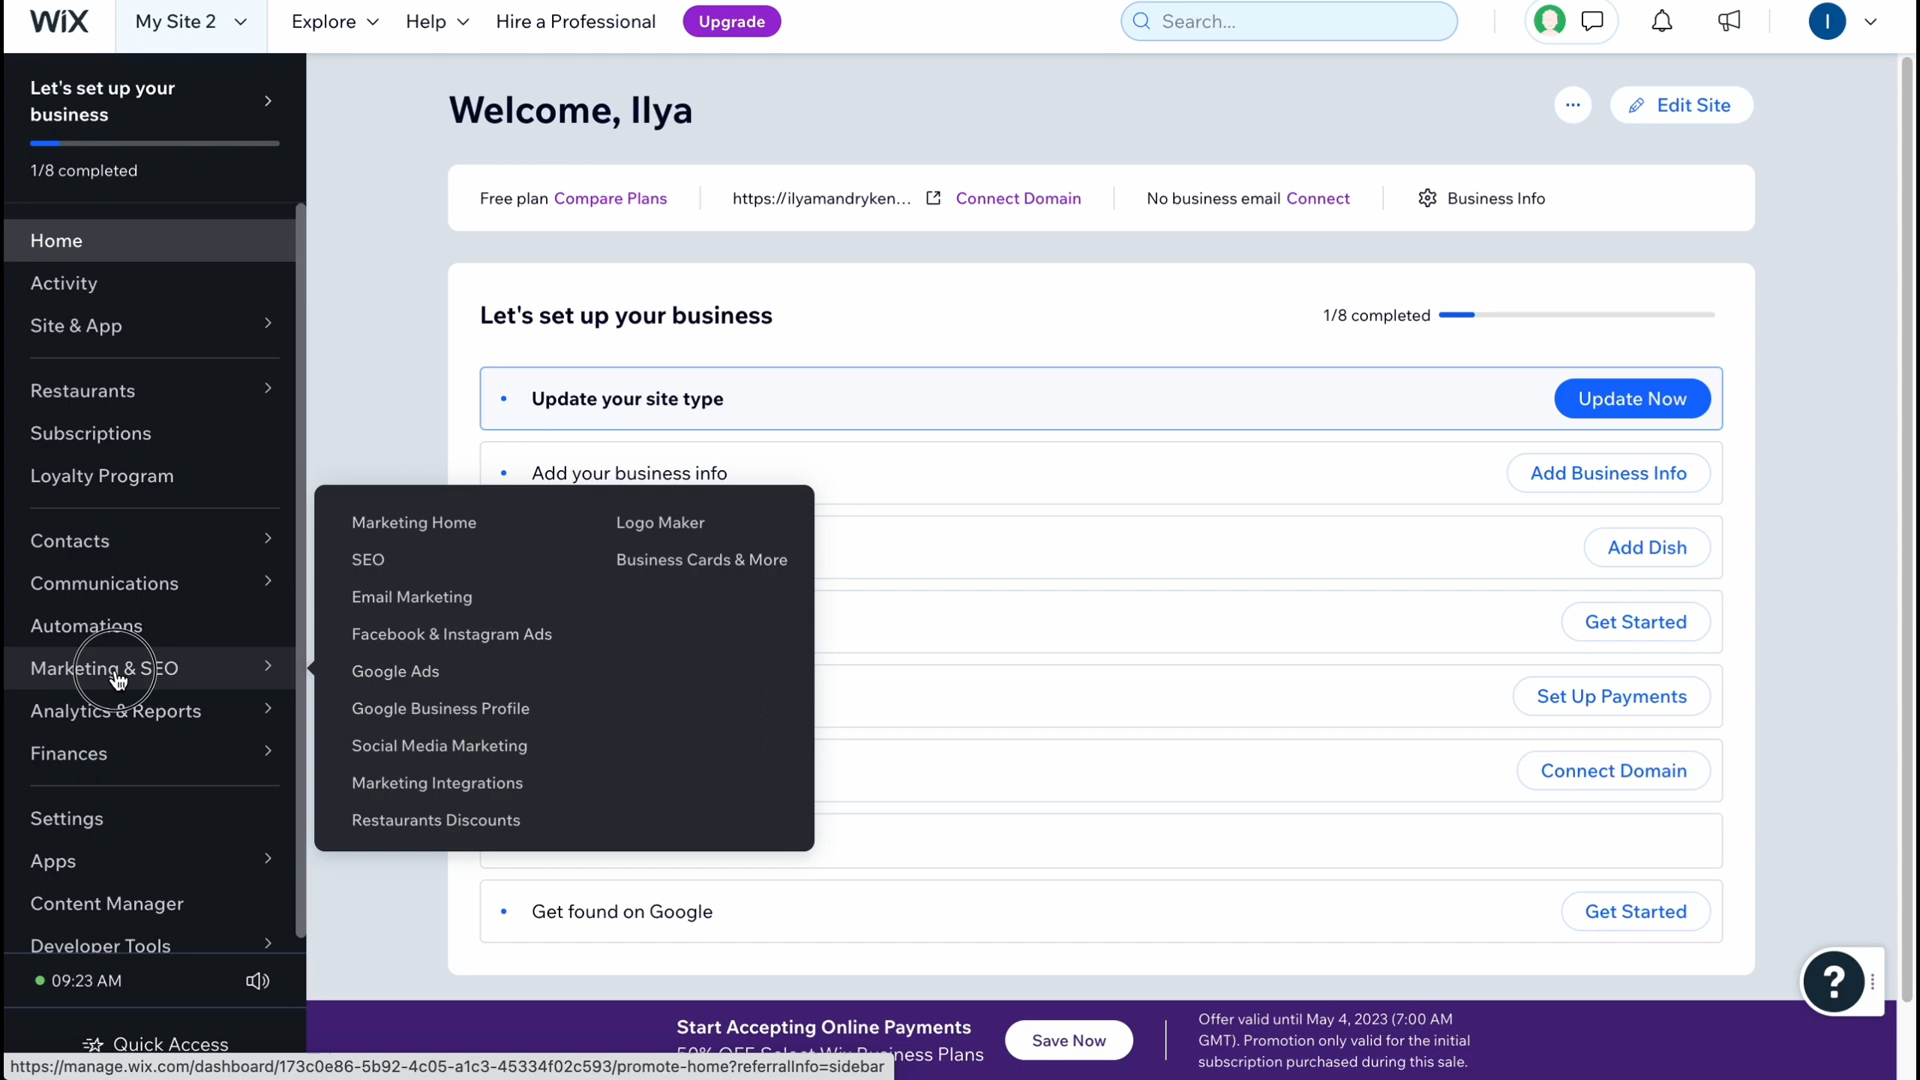 WIX
My Site 2
Explore
Help
Hire a Professional
Upgrade
Search...
I
Let's set up your
business
1/8 completed
Home
Activity
Site & App
Restaurants
Subscriptions
Loyalty Program
Contacts
Communications
Automations
Marketing & SEO
Analytics & Reports
Finances
Settings
Apps
Content Manager
Developer Tools
09:23 AM
Quick Access
Welcome, Ilya
Edit Site
Free plan Compare Plans
https://ilyamandryken... Connect Domain
No business email Connect
Business Info
Let's set up your business
1/8 completed
Update your site type
Update Now
Add your business info
Add Business Info
Add Dish
Get Started
Set Up Payments
Connect Domain
Get found on Google
Get Started
Marketing Home
SEO
Email Marketing
Facebook & Instagram Ads
Google Ads
Google Business Profile
Social Media Marketing
Marketing Integrations
Restaurants Discounts
Logo Maker
Business Cards & More
?
Start Accepting Online Payments
50% OFF Select Wix Business Plans
Save Now
Offer valid until May 4, 2023 (7:00 AM
GMT). Promotion only valid for the initial
subscription purchased during this sale.
https://manage.wix.com/dashboard/173c0e86-5b92-4c05-a1c3-45334f02c593/promote-home?referralInfo=sidebar